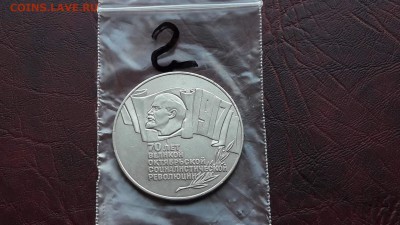 COINS.LAVE.RU
2
1917
70 ЛЕТ
ВЕЛИКОЙ
ОКТЯБРЬСКОЙ
СОЦИАЛИСТИЧЕСКОЙ
РЕВОЛЮЦИИ